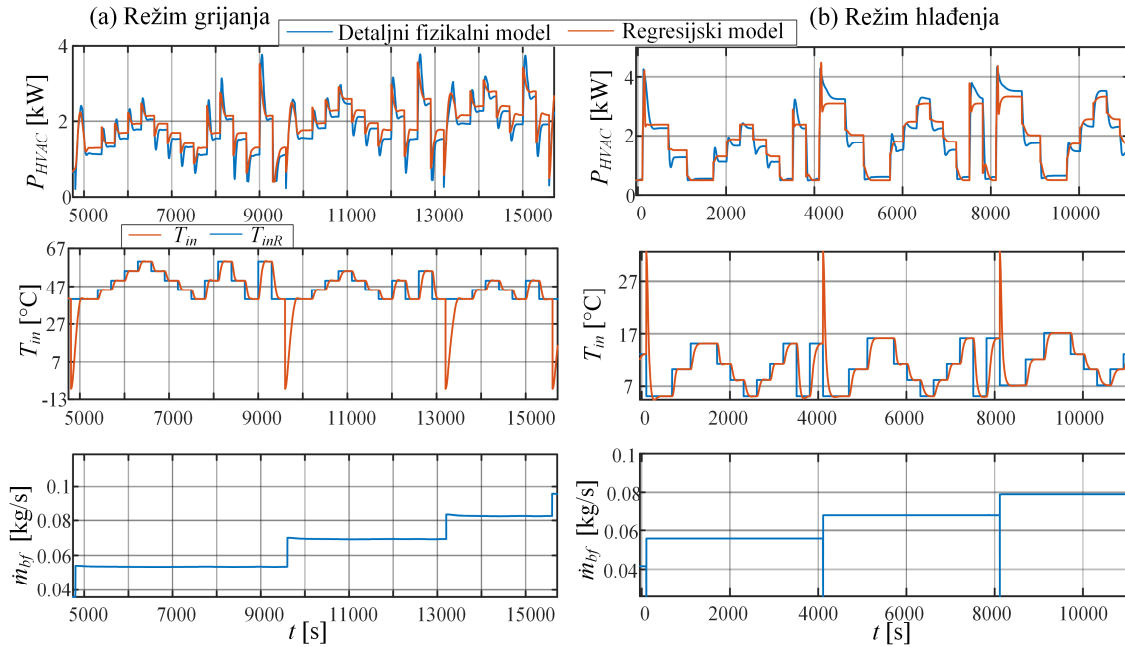 (a) Režim grijanja
(b) Režim hlađenja
Detaljni fizikalni model
Regresijski model
P_HVAC [kW]
4
2
0
5000 7000 9000 11000 13000 15000
P_HVAC [kW]
4
2
0
0 2000 4000 6000 8000 10000
T_in T_inR
T_in [°C]
67
47
27
7
-13
5000 7000 9000 11000 13000 15000
T_in [°C]
27
17
7
0 2000 4000 6000 8000 10000
ṁ_bf [kg/s]
0.1
0.08
0.06
0.04
5000 7000 9000 11000 13000 15000
t [s]
ṁ_bf [kg/s]
0.1
0.08
0.06
0.04
0 2000 4000 6000 8000 10000
t [s]